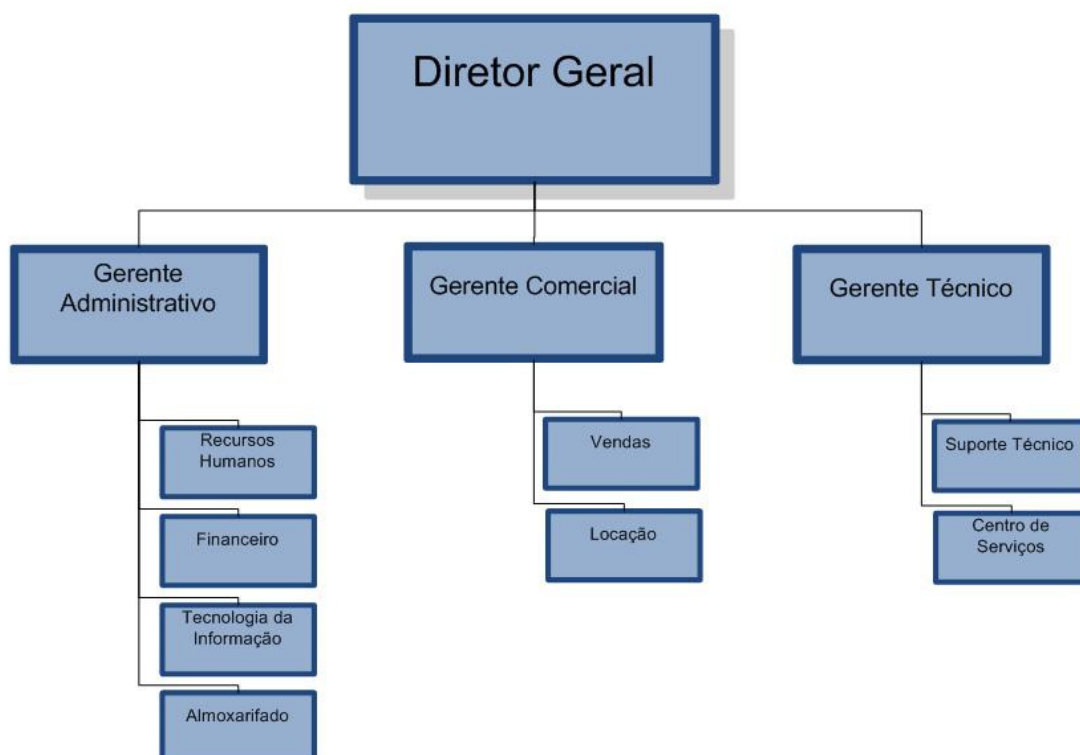 Diretor Geral
Gerente
Administrativo
Gerente Comercial
Gerente Técnico
Recursos
Humanos
Financeiro
Tecnologia da
Informação
Almoxarifado
Vendas
Locação
Suporte Técnico
Centro de
Serviços